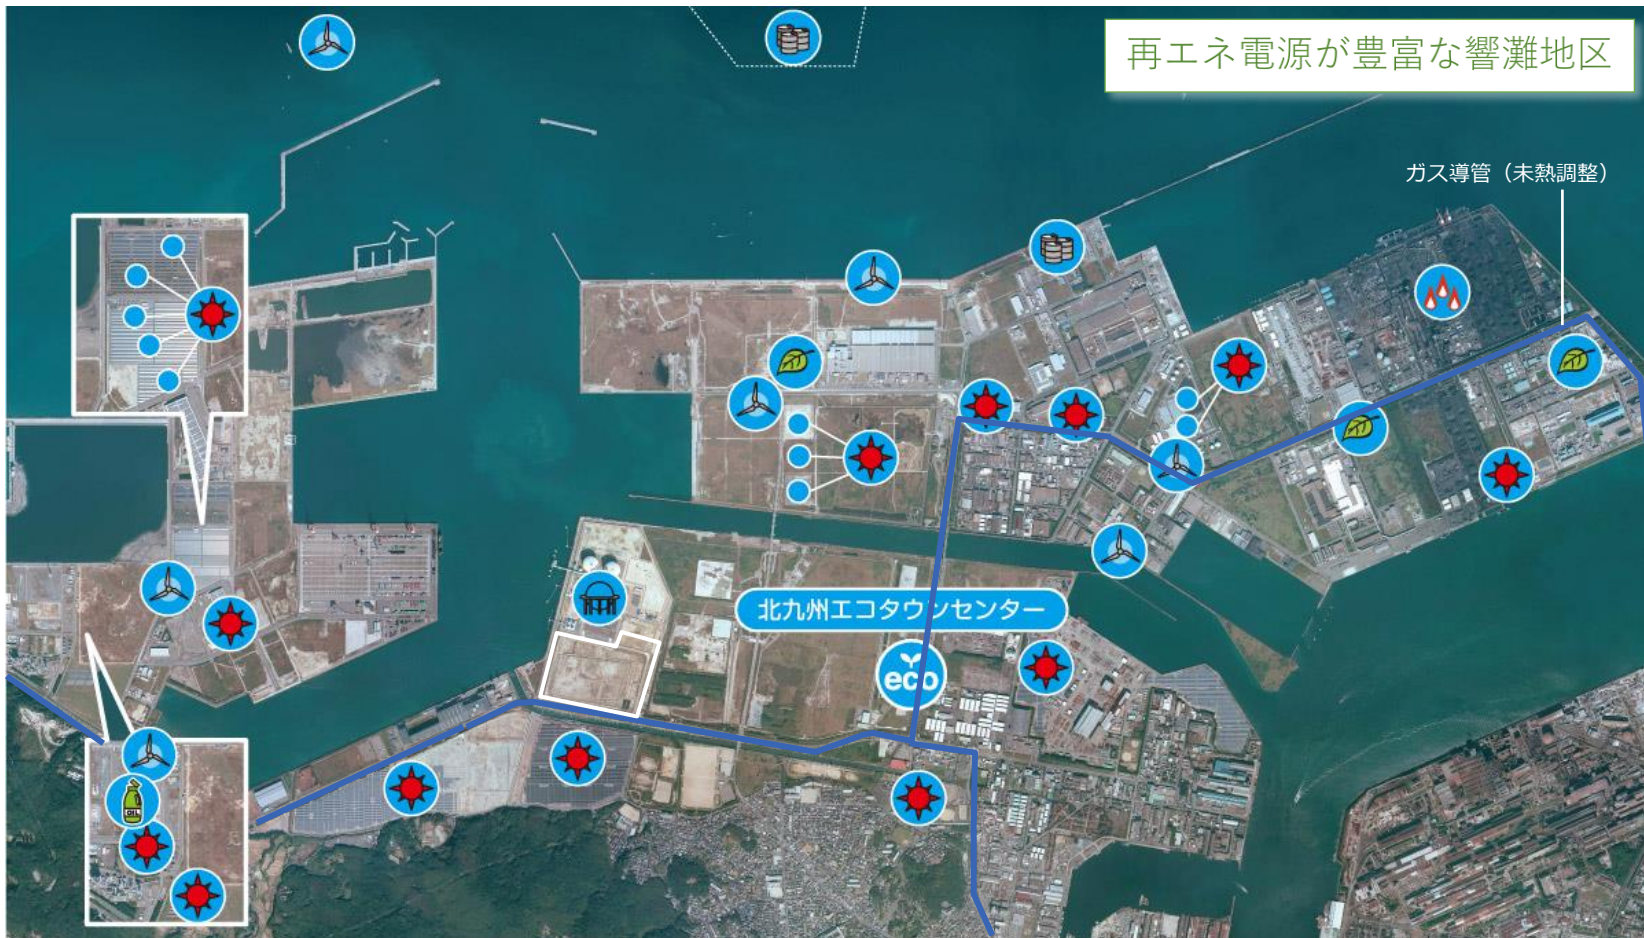 再エネ電源が豊富な響灘地区
ガス導管（未熱調整）
北九州エコタウンセンター
eco
OIL